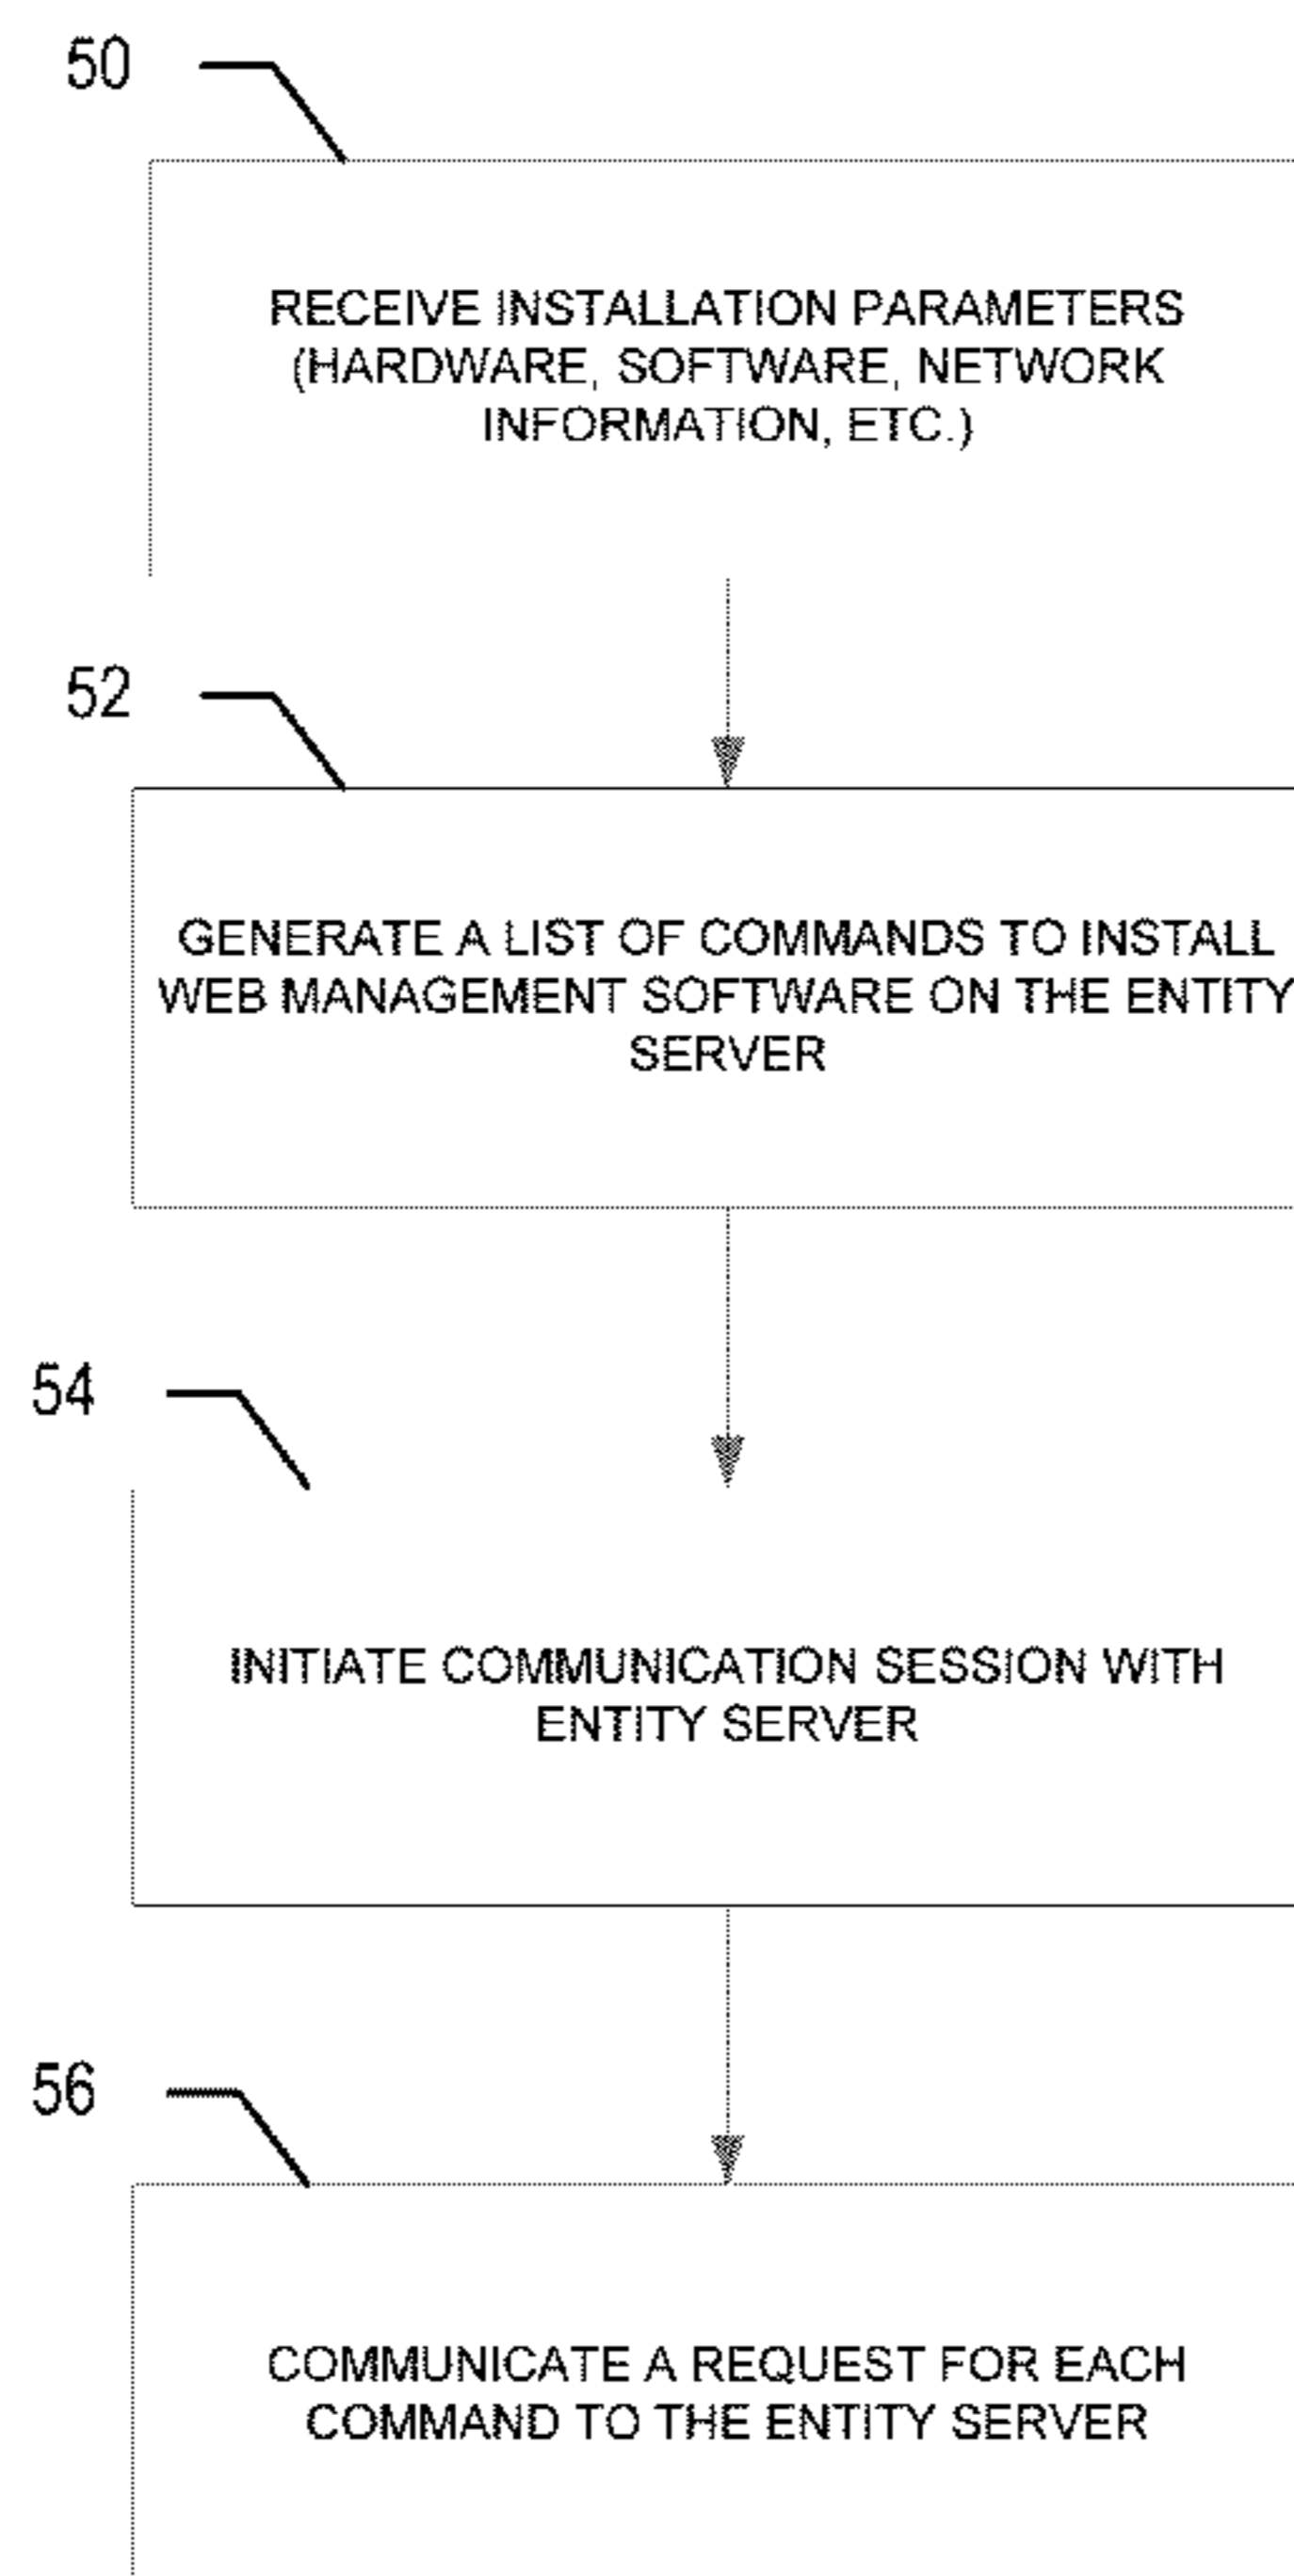 50
RECEIVE INSTALLATION PARAMETERS
(HARDWARE, SOFTWARE, NETWORK
INFORMATION, ETC.)
52
GENERATE A LIST OF COMMANDS TO INSTALL
WEB MANAGEMENT SOFTWARE ON THE ENTITY
SERVER
54
INITIATE COMMUNICATION SESSION WITH
ENTITY SERVER
56
COMMUNICATE A REQUEST FOR EACH
COMMAND TO THE ENTITY SERVER